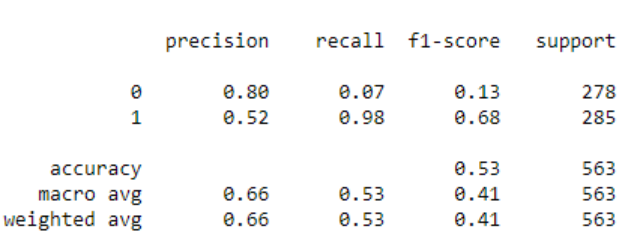 precision recall f1-score support
0 0.80 0.07 0.13 278
1 0.52 0.98 0.68 285
accuracy 0.53 563
macro avg 0.66 0.53 0.41 563
weighted avg 0.66 0.53 0.41 563